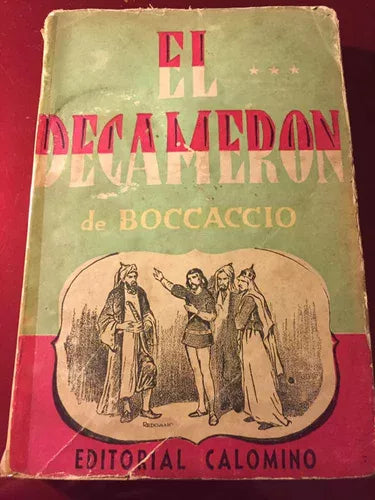 EL ***
DECAMERON
de BOCCACCIO
EDITORIAL CALOMINO